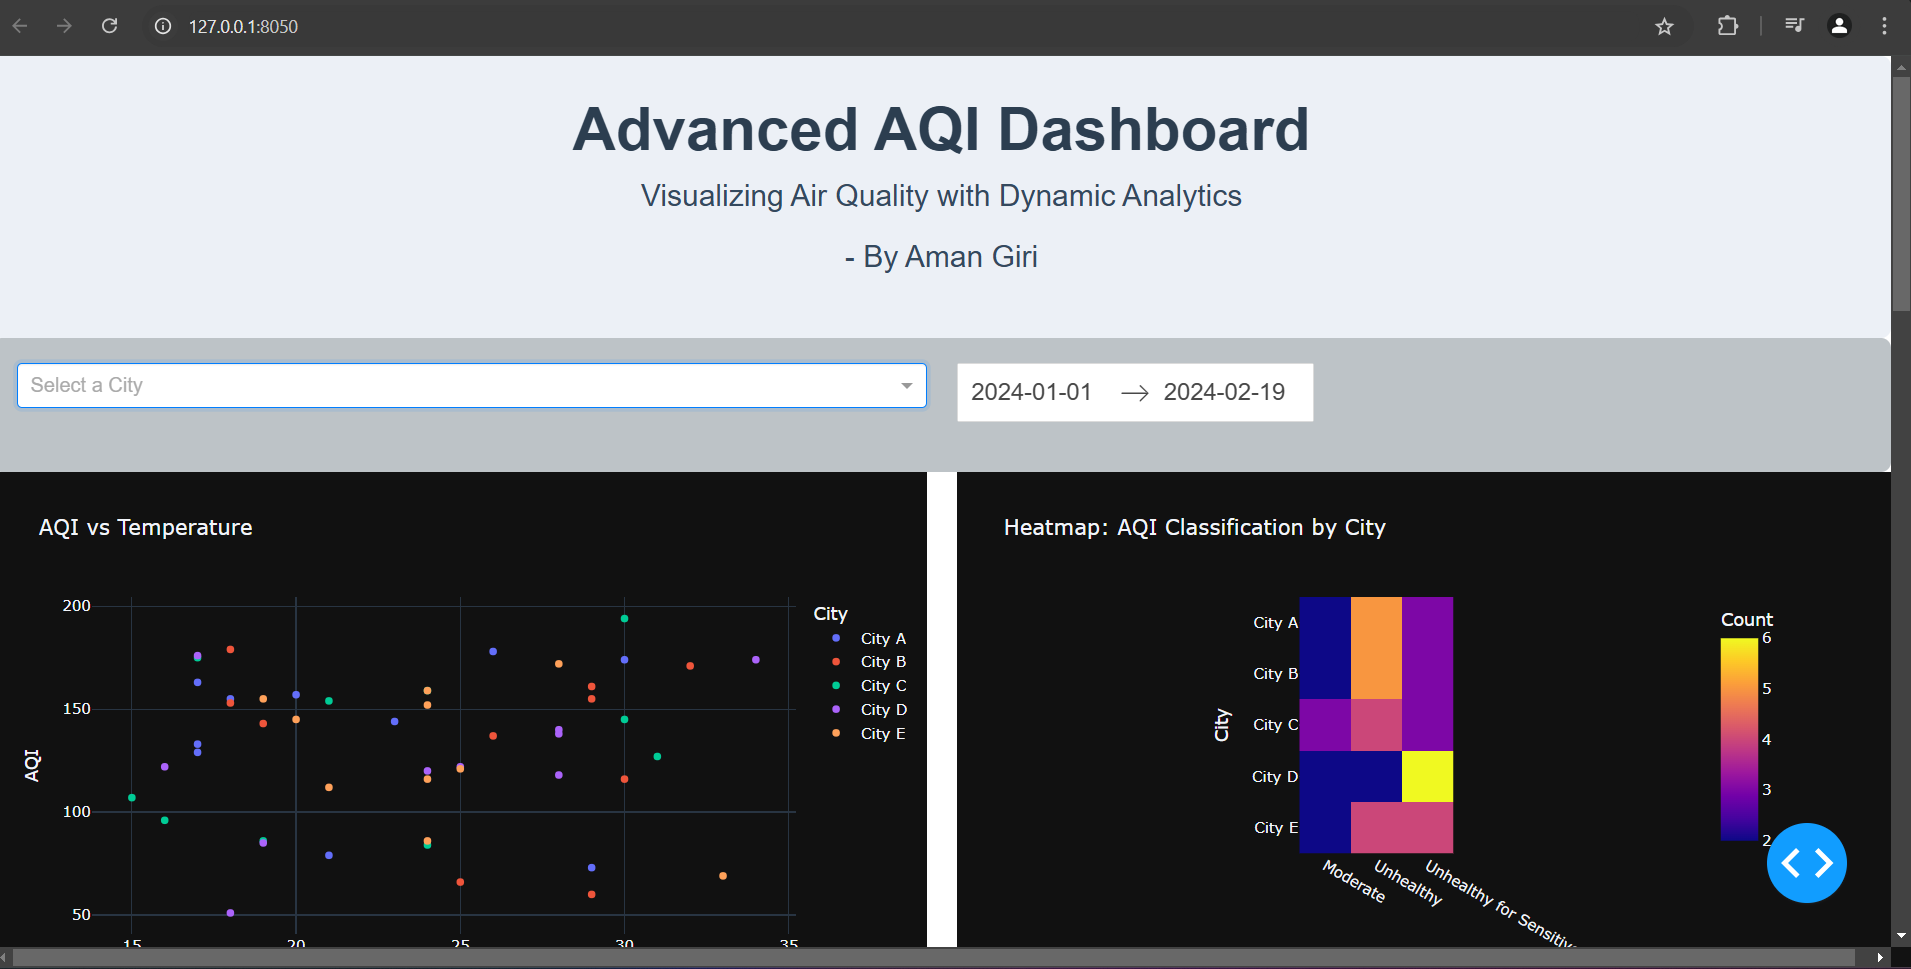 127.0.0.1:8050
Advanced AQI Dashboard
Visualizing Air Quality with Dynamic Analytics
- By Aman Giri
Select a City
2024-01-01 → 2024-02-19
AQI vs Temperature
200
150
100
50
AQI
15 20 25 30 35
City
City A
City B
City C
City D
City E
Heatmap: AQI Classification by City
City
City A
City B
City C
City D
City E
Moderate
Unhealthy
Unhealthy for Sensitiv
Count
6
5
4
3
2